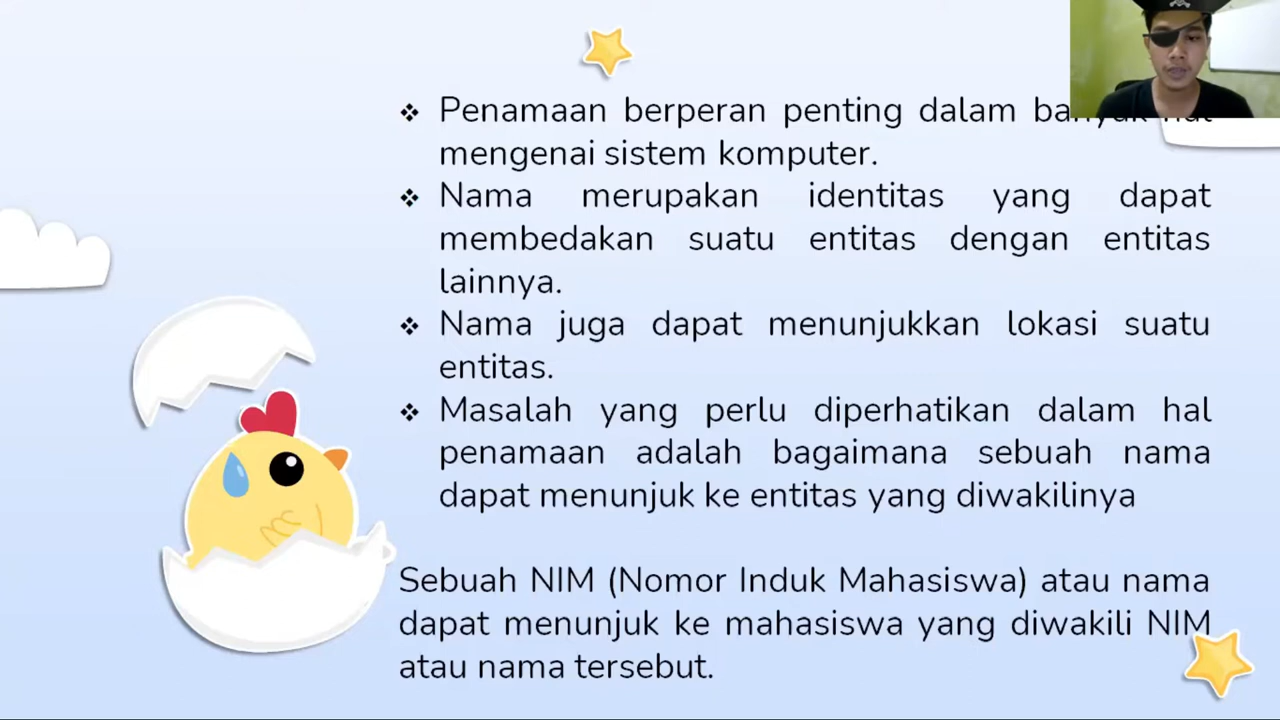 Penamaan berperan penting dalam
mengenai sistem komputer.
Nama merupakan identitas yang dapat
membedakan suatu entitas dengan entitas
lainnya.
Nama juga dapat menunjukkan lokasi suatu
entitas.
Masalah yang perlu diperhatikan dalam hal
penamaan adalah bagaimana sebuah nama
dapat menunjuk ke entitas yang diwakilinya
Sebuah NIM (Nomor Induk Mahasiswa) atau nama
dapat menunjuk ke mahasiswa yang diwakili NIM
atau nama tersebut.